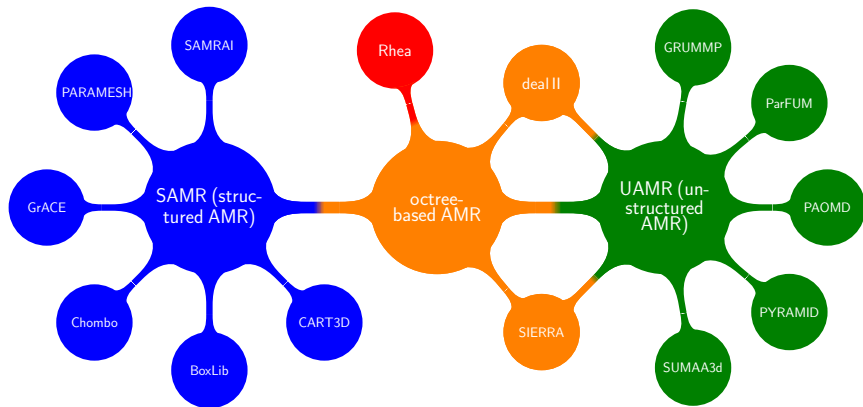 SAMRAI
Rhea
GRUMMP
PARAMESH
deal II
ParFUM
GrACE
SAMR (struc-
tured AMR)
octree-
based AMR
UAMR (un-
structured
AMR)
PAOMD
Chombo
CART3D
SIERRA
PYRAMID
BoxLib
SUMAA3d